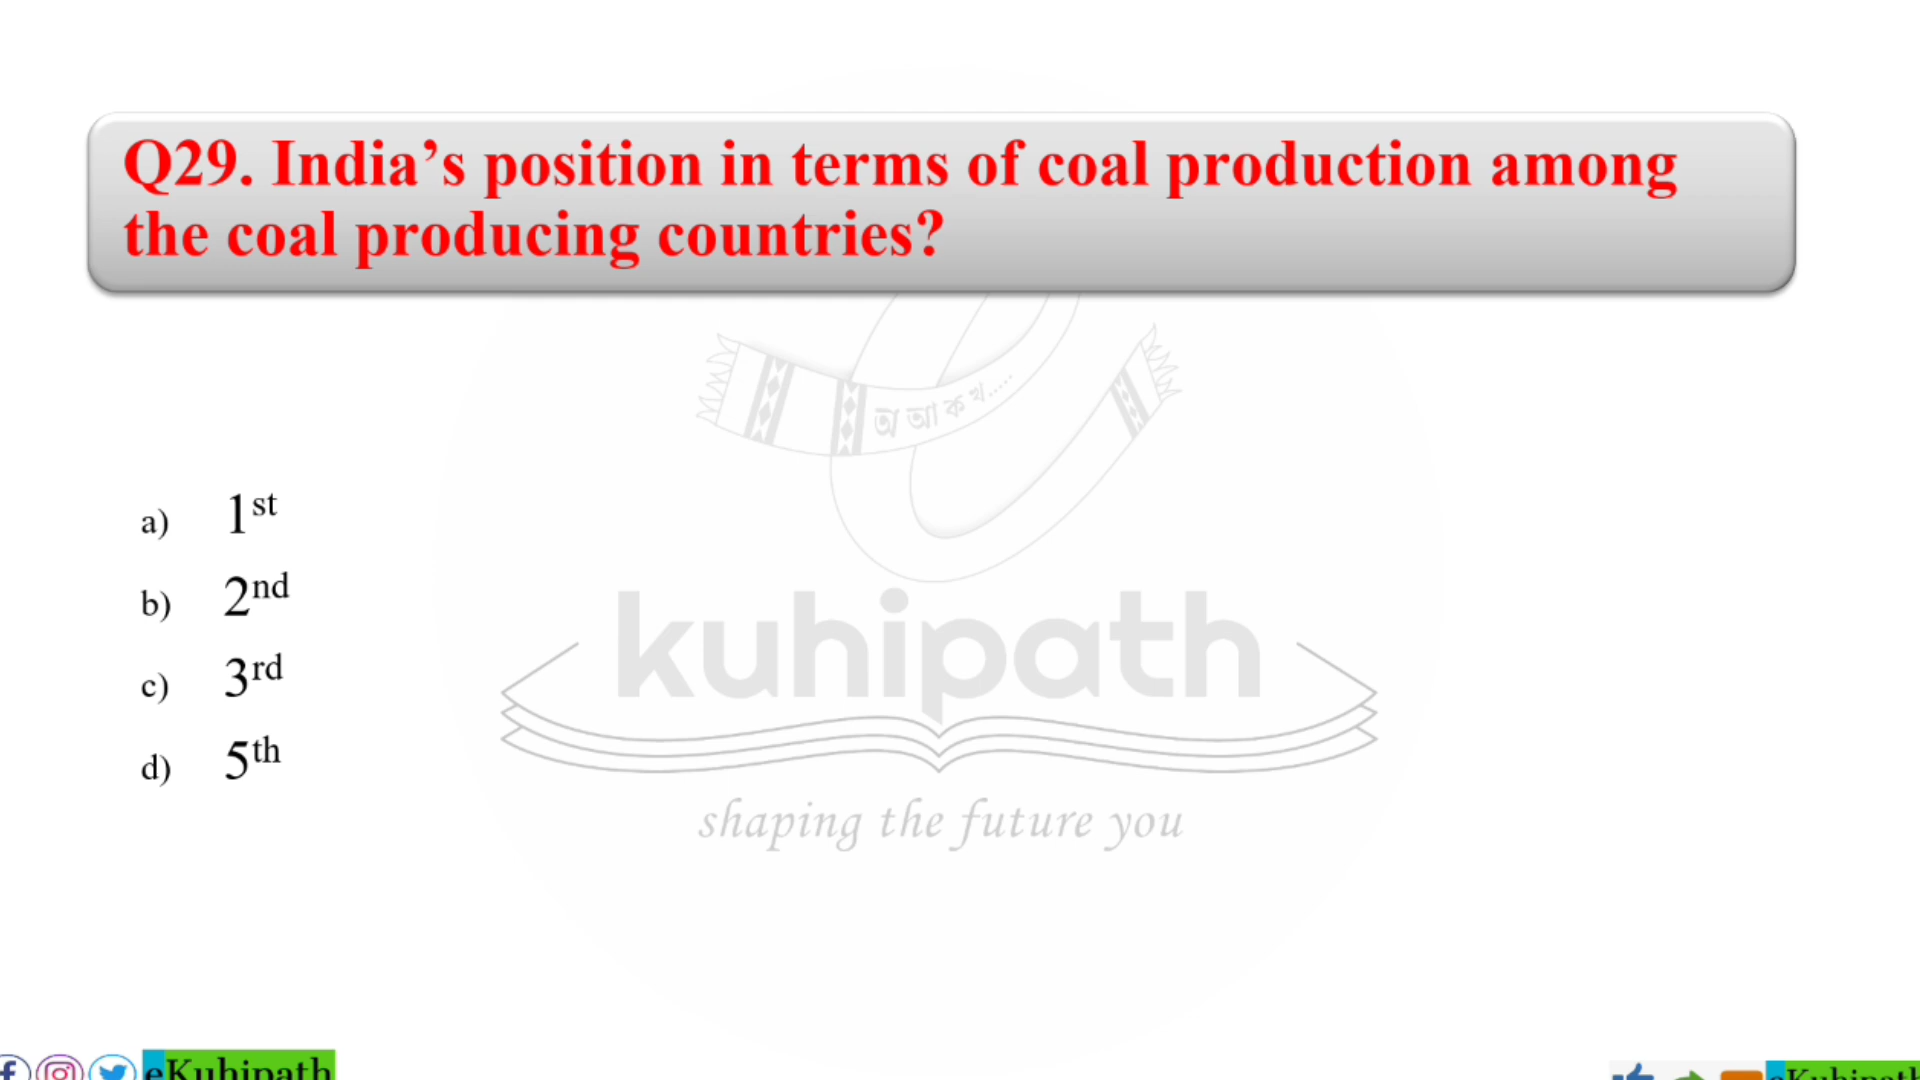 Q29. India’s position in terms of coal production among
the coal producing countries?
অ আ ক খ.....
a) 1st
b) 2nd
c) 3rd
d) 5th
kuhipath
shaping the future you
eKuhipath
eKuhipath